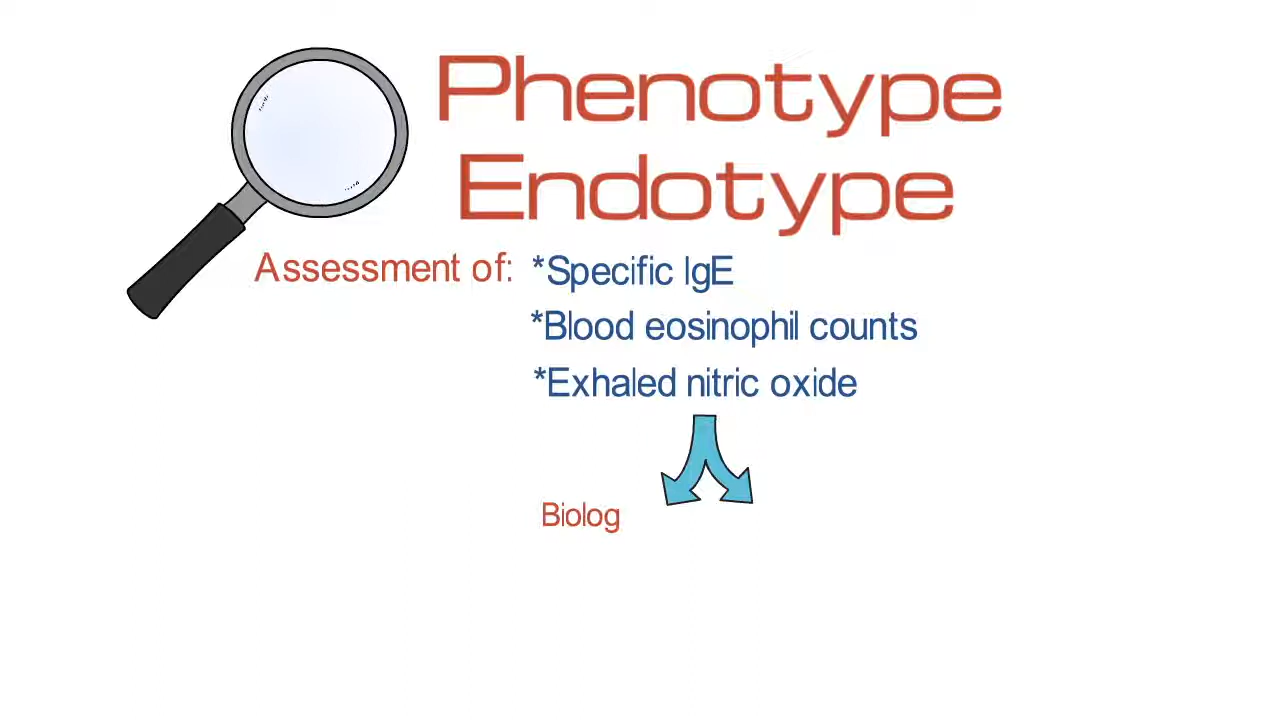 Phenotype
Endotype
Assessment of: *Specific IgE
*Blood eosinophil counts
*Exhaled nitric oxide
Biolog